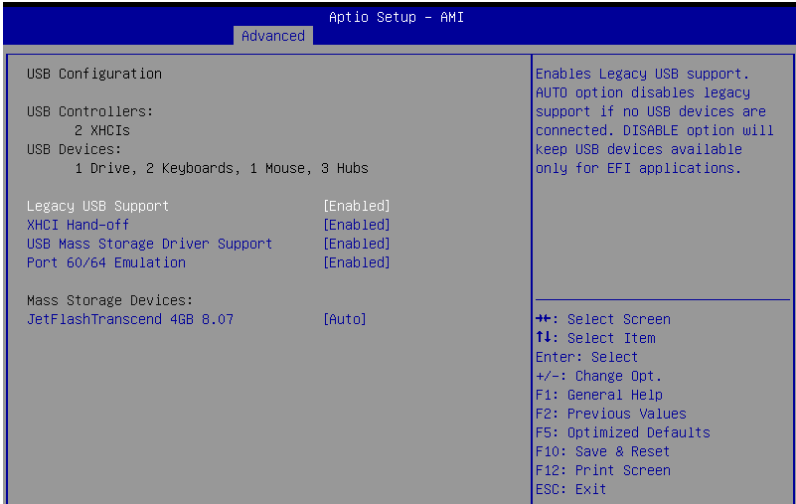 Aptio Setup – AMI
Advanced
USB Configuration
USB Controllers:
2 XHCIs
USB Devices:
1 Drive, 2 Keyboards, 1 Mouse, 3 Hubs
Legacy USB Support [Enabled]
XHCI Hand-off [Enabled]
USB Mass Storage Driver Support [Enabled]
Port 60/64 Emulation [Enabled]
Mass Storage Devices:
JetFlashTranscend 4GB 8.07 [Auto]
Enables Legacy USB support.
AUTO option disables legacy
support if no USB devices are
connected. DISABLE option will
keep USB devices available
only for EFI applications.
→←: Select Screen
↑↓: Select Item
Enter: Select
+/-: Change Opt.
F1: General Help
F2: Previous Values
F5: Optimized Defaults
F10: Save & Reset
F12: Print Screen
ESC: Exit